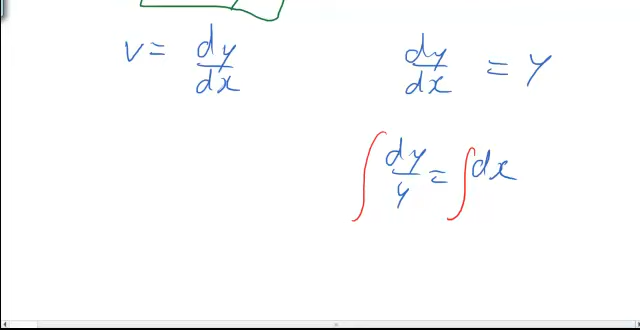 v = dy/dx
dy/dx = y
∫ dy/y = ∫ dx